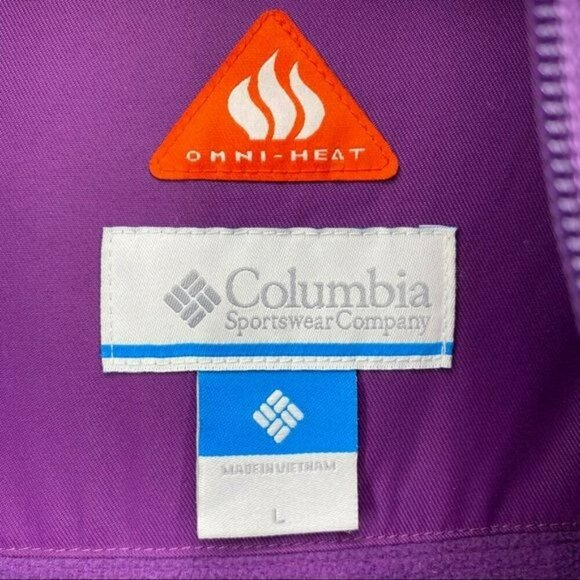 OMNI-HEAT
Columbia
Sportswear Company
MADE IN VIETNAM
L